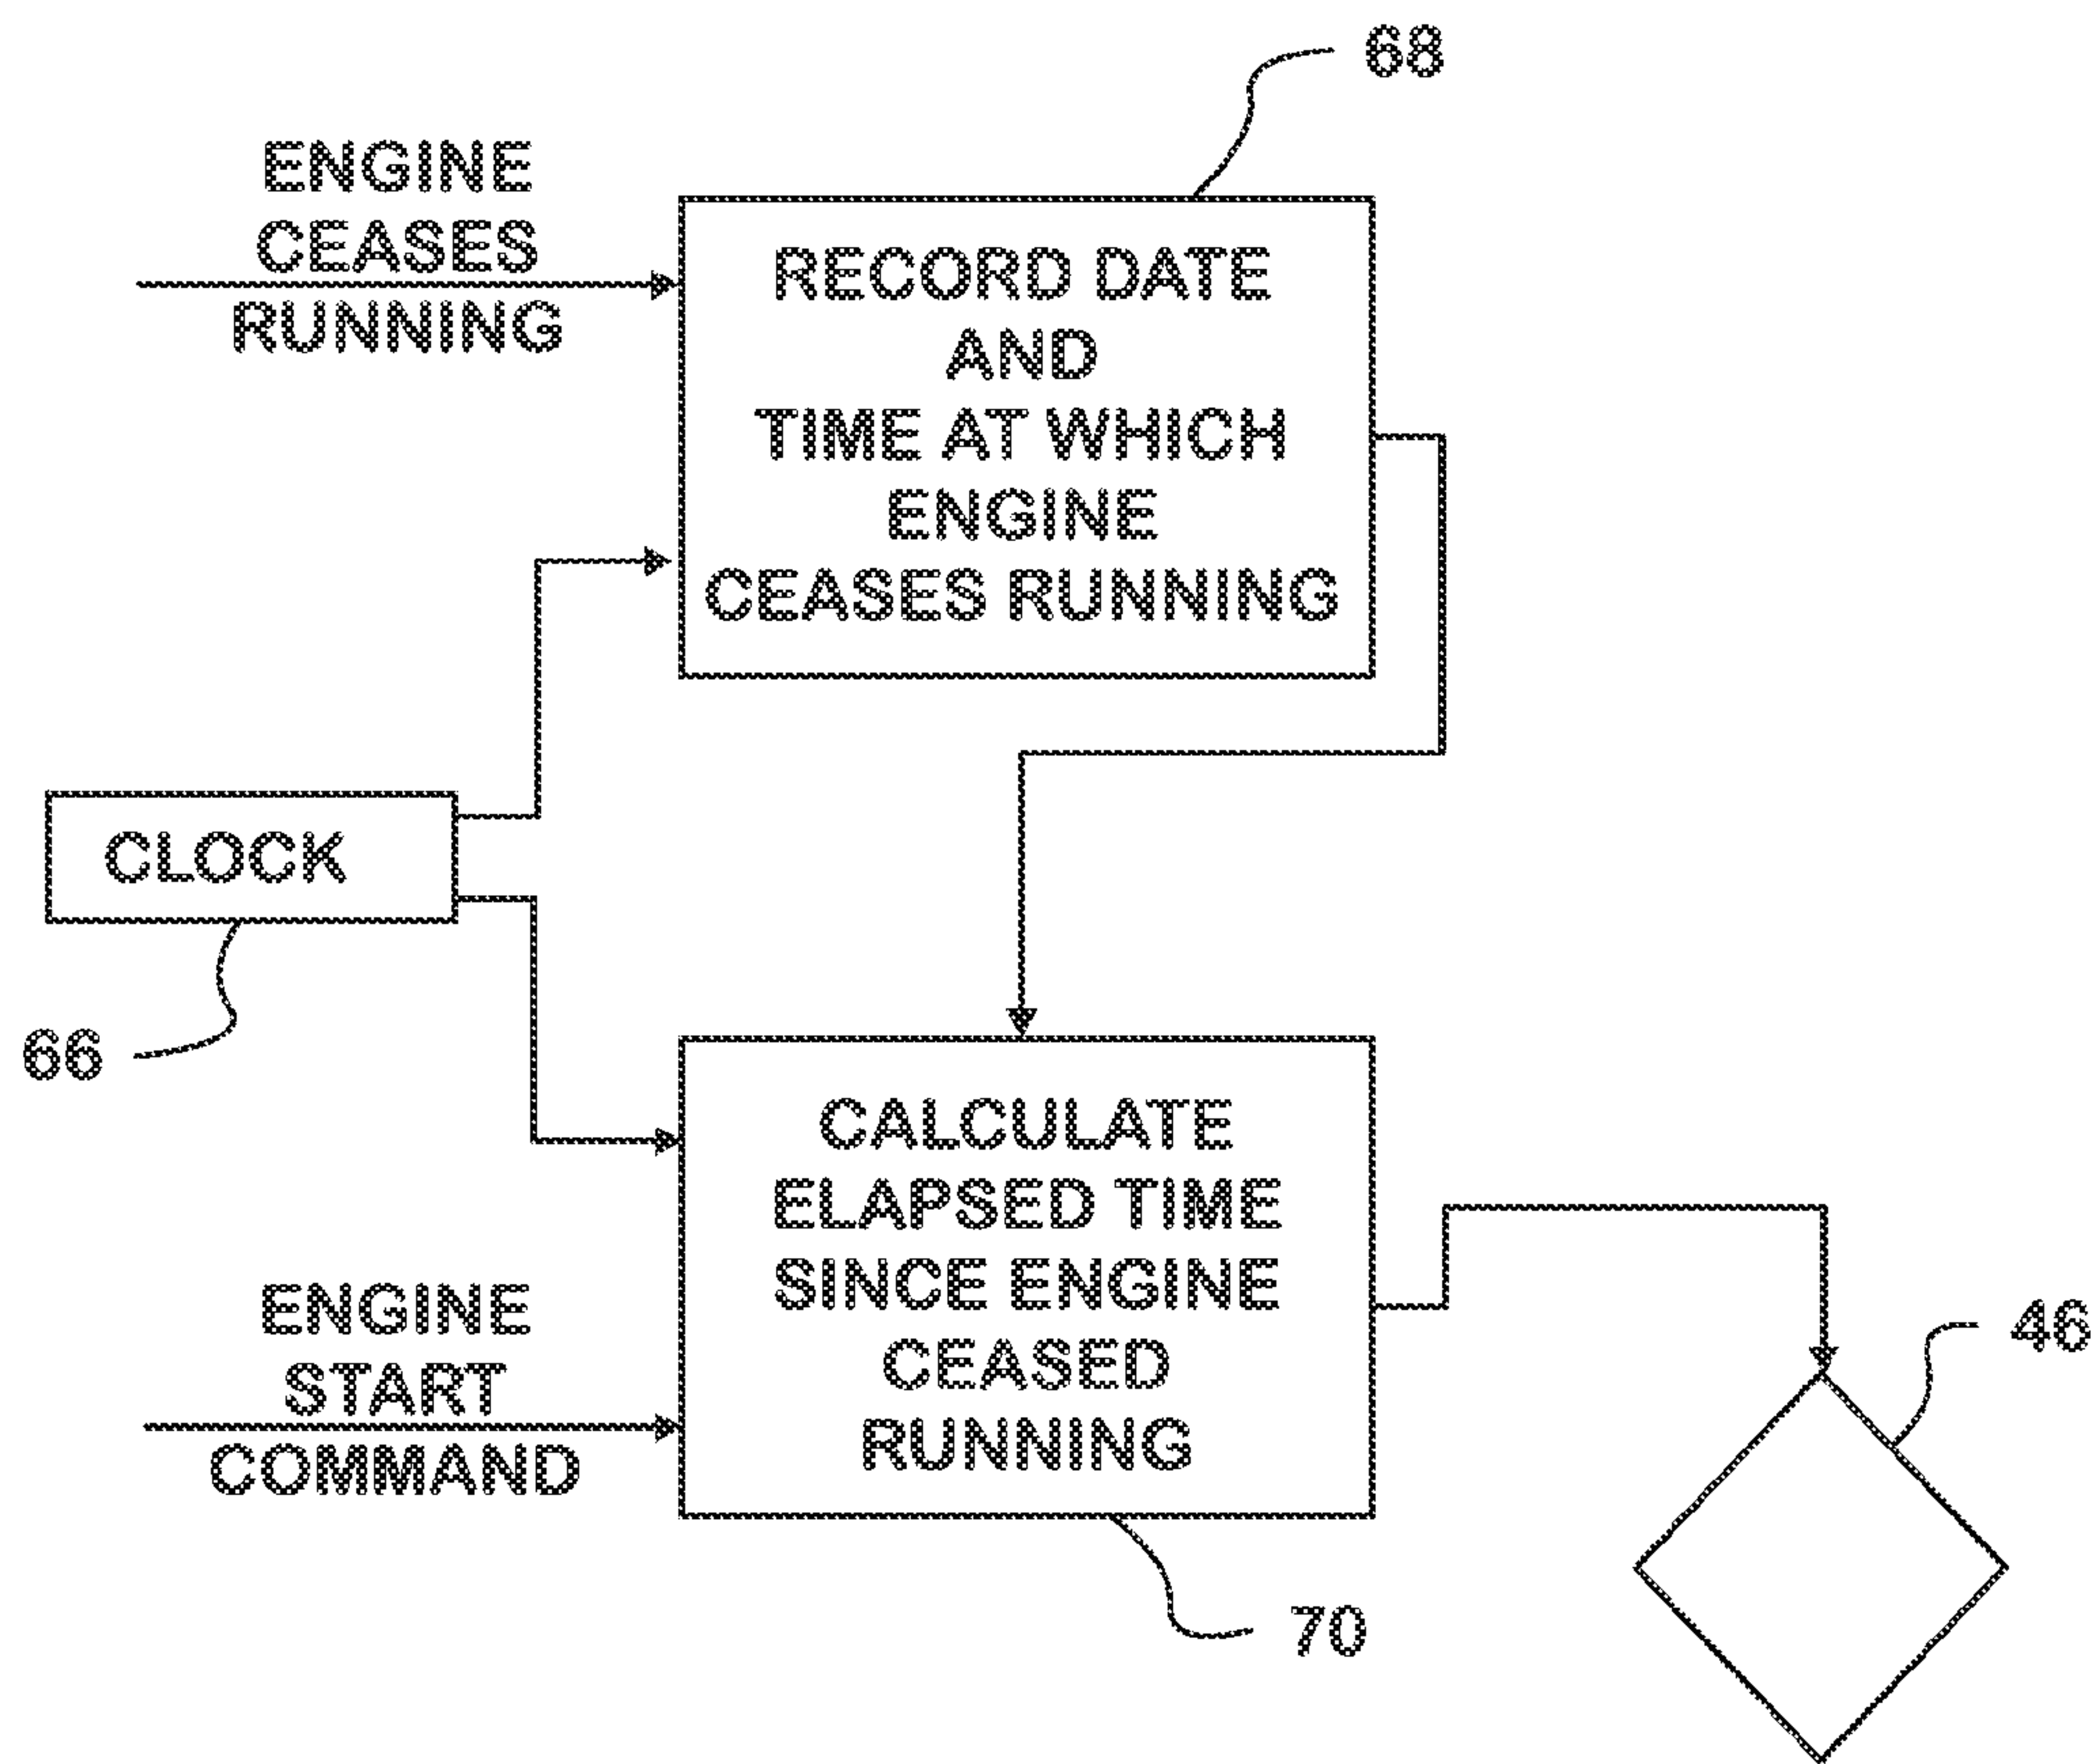 68
ENGINE
CEASES
RUNNING
RECORD DATE
AND
TIME AT WHICH
ENGINE
CEASES RUNNING
CLOCK
66
CALCULATE
ELAPSED TIME
SINCE ENGINE
CEASED
RUNNING
ENGINE
START
COMMAND
46
70